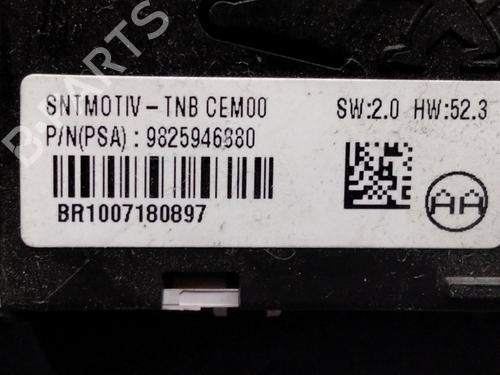 B-PARTS
SNTMOTIV-TNB CEM00 SW:2.0 HW:52.3
P/N(PSA) : 9825946880
BR1007180897
AA